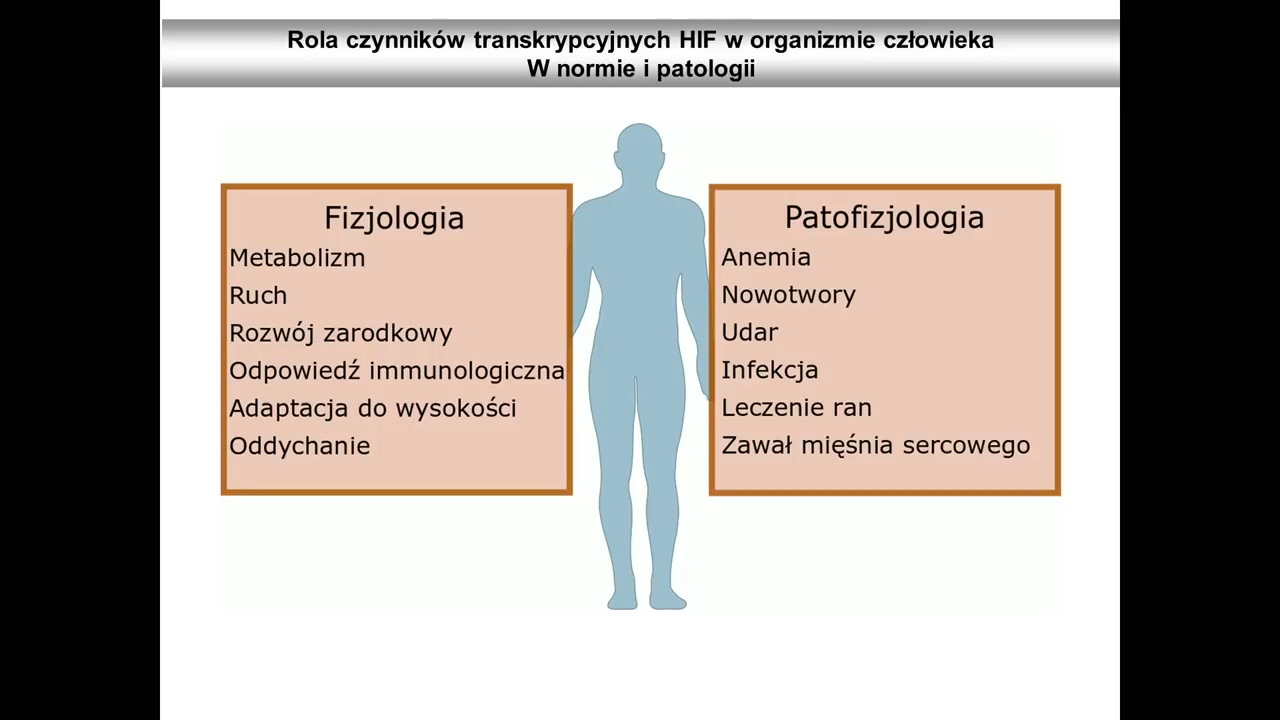 Rola czynników transkrypcyjnych HIF w organizmie człowieka
W normie i patologii
Fizjologia
Metabolizm
Ruch
Rozwój zarodkowy
Odpowiedź immunologiczna
Adaptacja do wysokości
Oddychanie
Patofizjologia
Anemia
Nowotwory
Udar
Infekcja
Leczenie ran
Zawał mięśnia sercowego